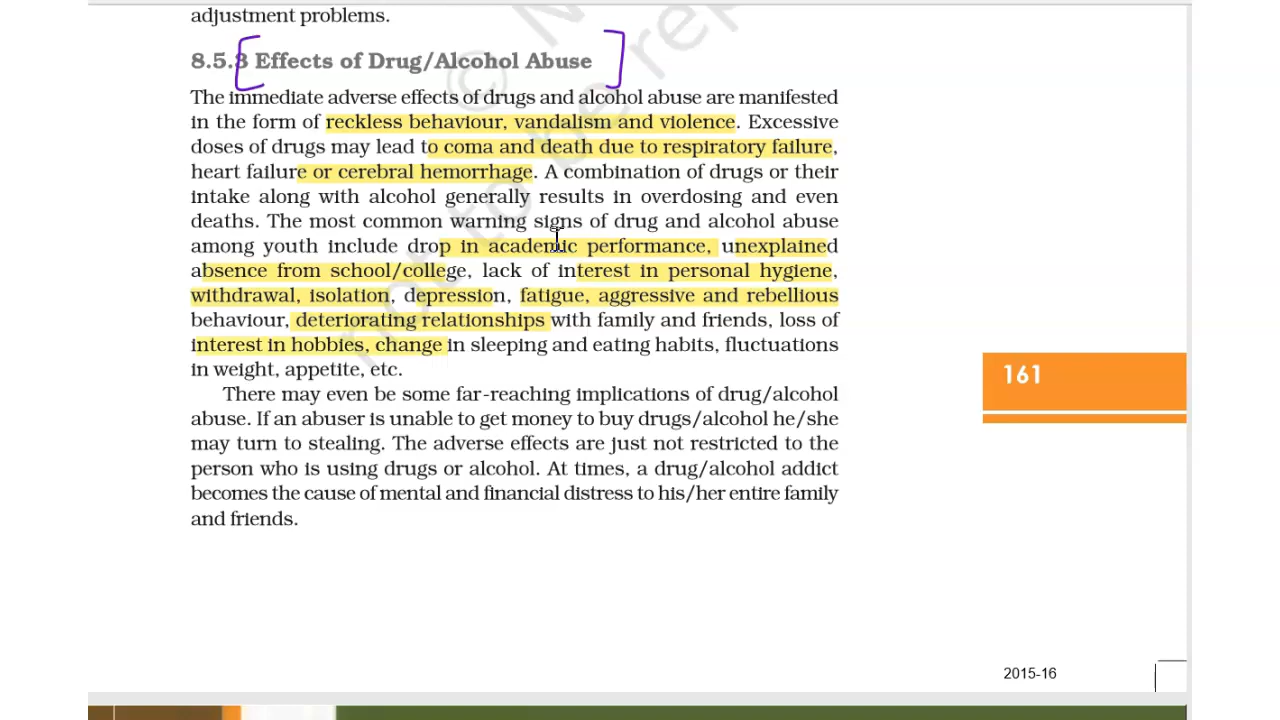 adjustment problems.
8.5.3 Effects of Drug/Alcohol Abuse
The immediate adverse effects of drugs and alcohol abuse are manifested
in the form of reckless behaviour, vandalism and violence. Excessive
doses of drugs may lead to coma and death due to respiratory failure,
heart failure or cerebral hemorrhage. A combination of drugs or their
intake along with alcohol generally results in overdosing and even
deaths. The most common warning signs of drug and alcohol abuse
among youth include drop in academic performance, unexplained
absence from school/college, lack of interest in personal hygiene,
withdrawal, isolation, depression, fatigue, aggressive and rebellious
behaviour, deteriorating relationships with family and friends, loss of
interest in hobbies, change in sleeping and eating habits, fluctuations
in weight, appetite, etc.
There may even be some far-reaching implications of drug/alcohol
abuse. If an abuser is unable to get money to buy drugs/alcohol he/she
may turn to stealing. The adverse effects are just not restricted to the
person who is using drugs or alcohol. At times, a drug/alcohol addict
becomes the cause of mental and financial distress to his/her entire family
and friends.
161
2015-16
© N
not to be rep